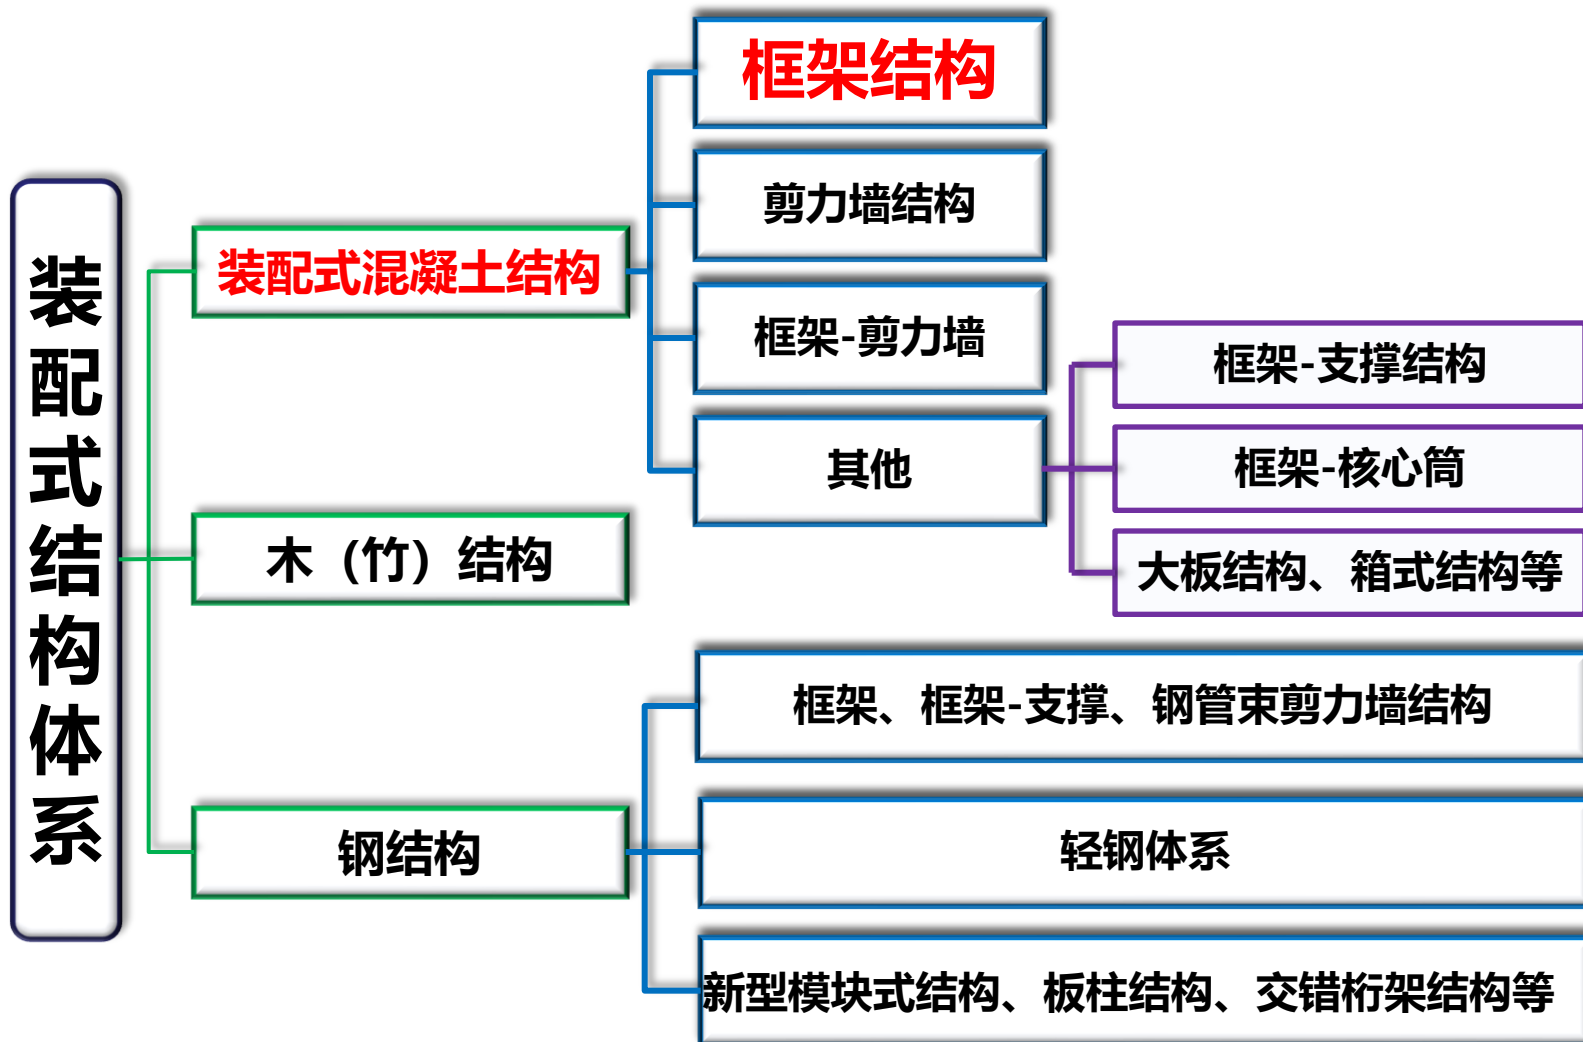 装配式结构体系
装配式混凝土结构
框架结构
剪力墙结构
框架-剪力墙
其他
框架-支撑结构
框架-核心筒
大板结构、箱式结构等
木（竹）结构
钢结构
框架、框架-支撑、钢管束剪力墙结构
轻钢体系
新型模块式结构、板柱结构、交错桁架结构等